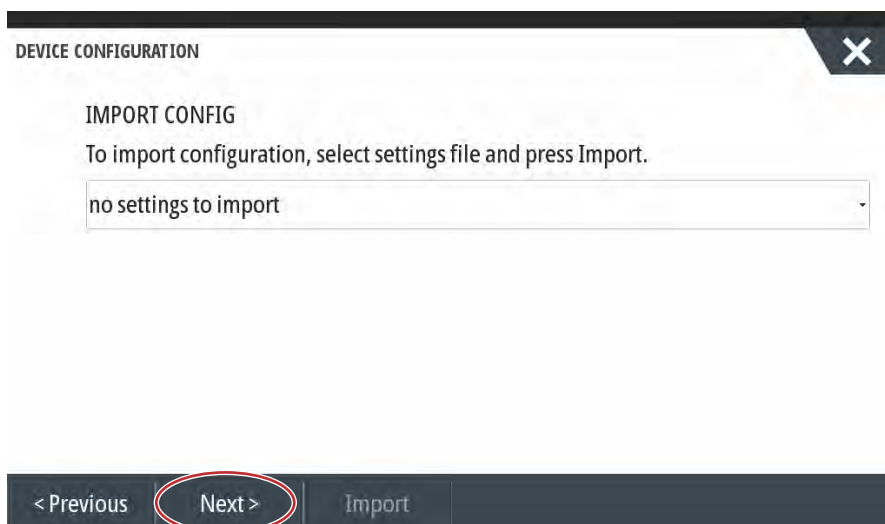 DEVICE CONFIGURATION
IMPORT CONFIG
To import configuration, select settings file and press Import.
no settings to import
< Previous Next > Import